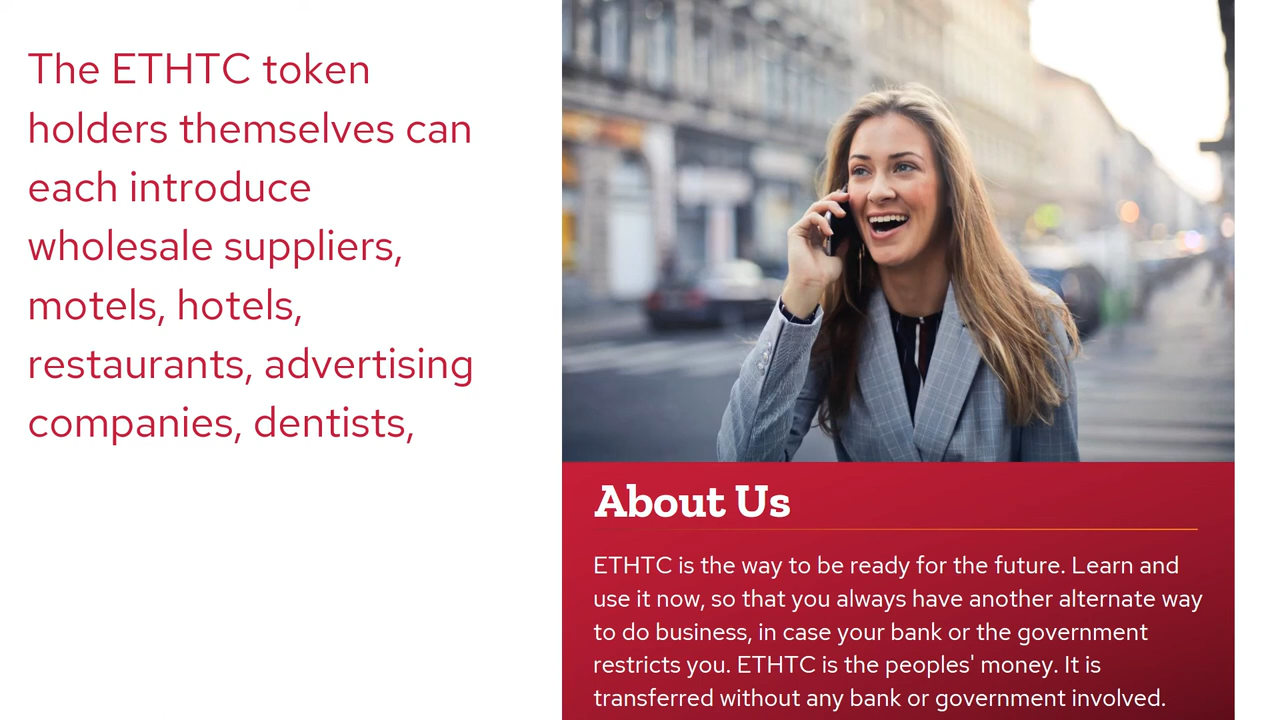 The ETHTC token
holders themselves can
each introduce
wholesale suppliers,
motels, hotels,
restaurants, advertising
companies, dentists,
About Us
ETHTC is the way to be ready for the future. Learn and
use it now, so that you always have another alternate way
to do business, in case your bank or the government
restricts you. ETHTC is the peoples' money. It is
transferred without any bank or government involved.